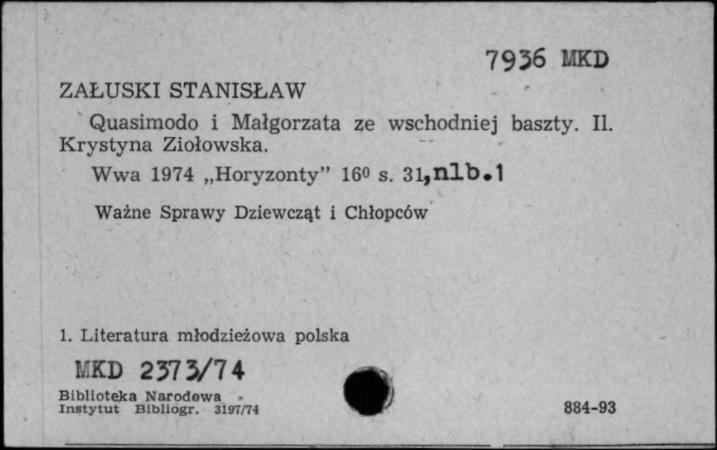 7936 MKD
ZAŁUSKI STANISŁAW
Quasimodo i Małgorzata ze wschodniej baszty. Il.
Krystyna Ziołowska.
Wwa 1974 „Horyzonty” 16⁰ s. 31,nlb.1
Ważne Sprawy Dziewcząt i Chłopców
1. Literatura młodzieżowa polska
MKD 2373/74
Biblioteka Narodowa
Instytut Bibliogr. 3197/74
884-93